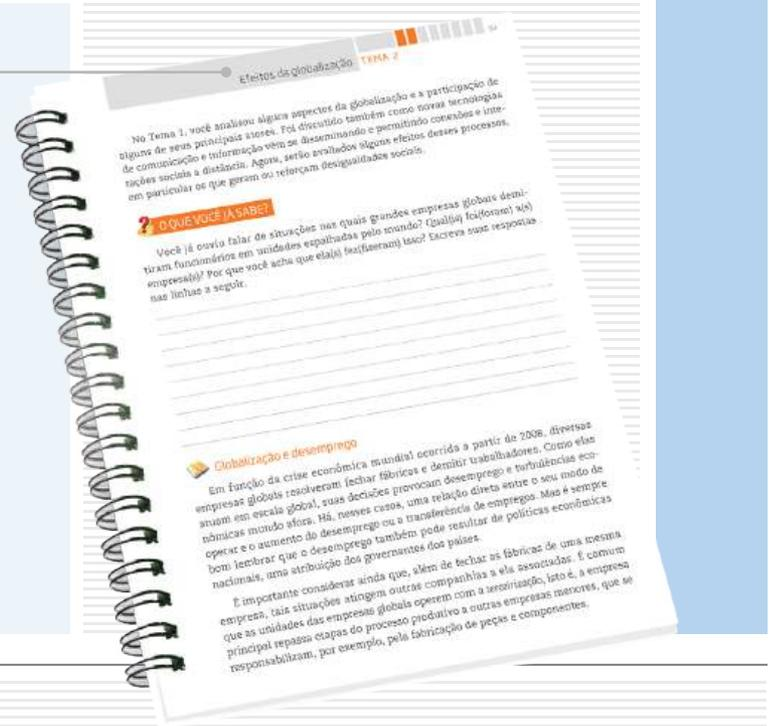 Efeitos da globalização TEMA 2
No Tema 1, você analisou alguns aspectos da globalização e a participação de
alguns de seus principais atores. Foi discutido também como novas tecnologias
de comunicação e informação vêm se disseminando e permitindo conexões e inte-
rações sociais a distância. Agora, serão avaliados alguns efeitos desses processos,
em particular os que geram ou reforçam desigualdades sociais.
O QUE VOCÊ JÁ SABE?
Você já ouviu falar de situações nas quais grandes empresas globais demi-
tiram funcionários em unidades espalhadas pelo mundo? Qual(is) foi(foram) a(s)
empresa(s)? Por que você acha que ela(s) fez(fizeram) isso? Escreva suas respostas
nas linhas a seguir.
Globalização e desemprego
Em função da crise econômica mundial ocorrida a partir de 2008, diversas
empresas globais resolveram fechar fábricas e demitir trabalhadores. Como elas
atuam em escala global, suas decisões provocam desemprego e turbulências eco-
nômicas mundo afora. Há, nesses casos, uma relação direta entre o seu modo de
operar e o aumento do desemprego ou a transferência de empregos. Mas é sempre
bom lembrar que o desemprego também pode resultar de políticas econômicas
nacionais, uma atribuição dos governantes dos países.
É importante considerar ainda que, além de fechar as fábricas de uma mesma
empresa, tais situações atingem outras companhias a ela associadas. É comum
que as unidades das empresas globais operem com a terceirização, isto é, a empresa
principal repassa etapas do processo produtivo a outras empresas menores, que se
responsabilizam, por exemplo, pela fabricação de peças e componentes.